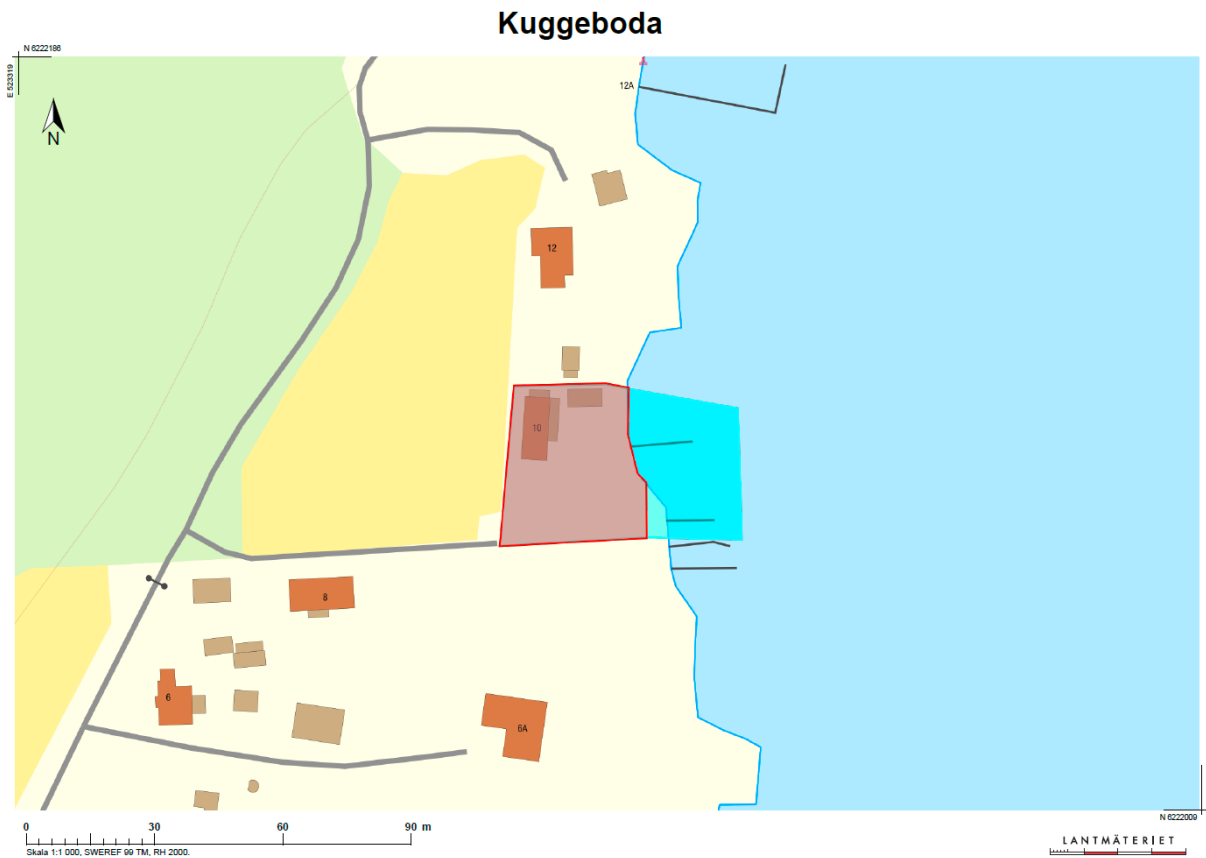 Kuggeboda
N 6222186
E 523319
N
12A
12
10
8
6
6A
0 30 60 90 m
Skala 1:1 000, SWEREF 99 TM, RH 2000.
N 6222009
LANTMÄTERIET